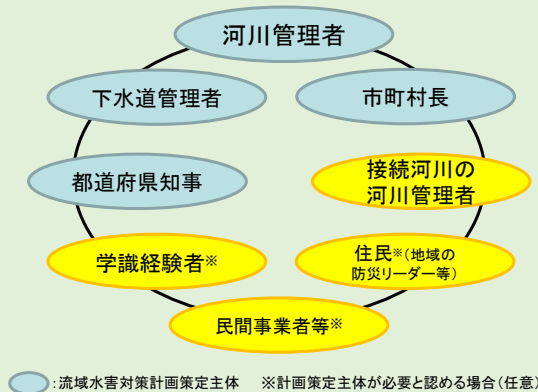 河川管理者
下水道管理者
市町村長
都道府県知事
接続河川の
河川管理者
学識経験者※
住民※(地域の
防災リーダー等)
民間事業者等※
:流域水害対策計画策定主体 ※計画策定主体が必要と認める場合(任意)